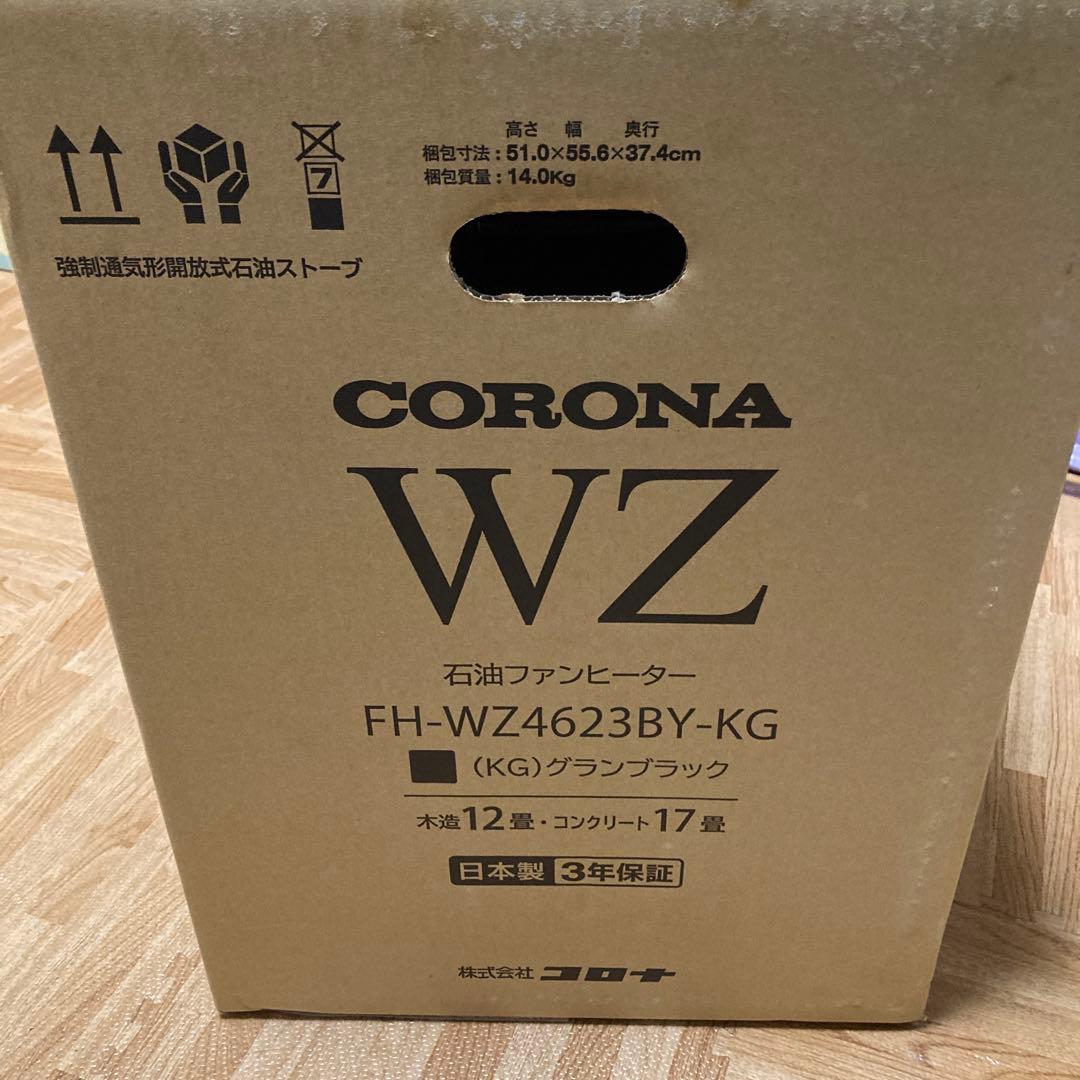 高さ 幅 奥行
梱包寸法：51.0×55.6×37.4cm
梱包質量：14.0Kg
7
強制通気形開放式石油ストーブ
CORONA
WZ
石油ファンヒーター
FH-WZ4623BY-KG
(KG)グランブラック
木造12畳・コンクリート17畳
日本製 3年保証
株式会社 コロナ